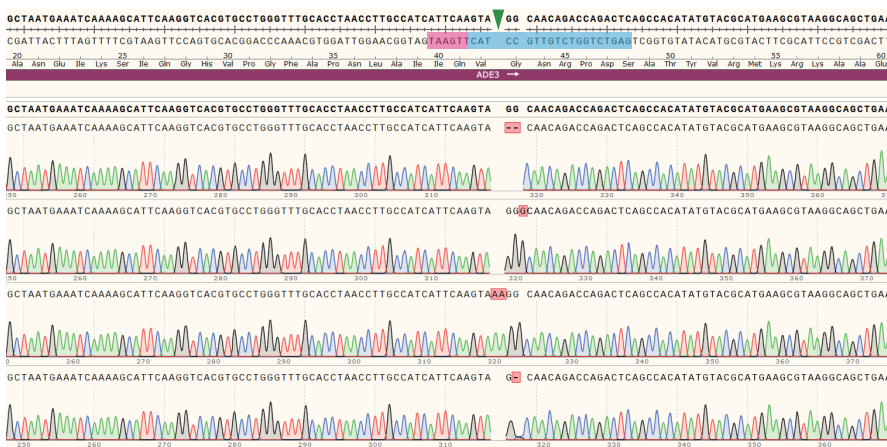 GCTAATGAAATCAAAAGCATTCAAGGTCACGTGCCTGGGTTTGCACCTAACCTTGCCATCATTCAAGTA GG CAACAGACCAGACTCAGCCACATATGTACGCATGAAGCGTAAGGCAGCTGA
CGATTACTTTAGTTTTCGTAAGTTCCAGTGCACGGACCCAAACGTGGATTGGAACGGTAGTAAGTTCAT CC GTTGTCTGGTCTGAGTCGGTGTATACATGCGTACTTCGCATTCCGTCGACT
20 25 30 35 40 45 50 55 60
Ala Asn Glu Ile Lys Ser Ile Gln Gly His Val Pro Gly Phe Ala Pro Asn Leu Ala Ile Ile Gln Val Gly Asn Arg Pro Asp Ser Ala Thr Tyr Val Arg Met Lys Arg Lys Ala Ala Glu
ADE3
GCTAATGAAATCAAAAGCATTCAAGGTCACGTGCCTGGGTTTGCACCTAACCTTGCCATCATTCAAGTA GG CAACAGACCAGACTCAGCCACATATGTACGCATGAAGCGTAAGGCAGCTGA
GCTAATGAAATCAAAAGCATTCAAGGTCACGTGCCTGGGTTTGCACCTAACCTTGCCATCATTCAAGTA -- CAACAGACCAGACTCAGCCACATATGTACGCATGAAGCGTAAGGCAGCTGA
260 270 280 290 300 310 320 330 340 350 360
GCTAATGAAATCAAAAGCATTCAAGGTCACGTGCCTGGGTTTGCACCTAACCTTGCCATCATTCAAGTA GGGCAACAGACCAGACTCAGCCACATATGTACGCATGAAGCGTAAGGCAGCTGA
260 270 280 290 300 310 320 330 340 350 360 370
GCTAATGAAATCAAAAGCATTCAAGGTCACGTGCCTGGGTTTGCACCTAACCTTGCCATCATTCAAGTAAAGG CAACAGACCAGACTCAGCCACATATGTACGCATGAAGCGTAAGGCAGCTGA
260 270 280 290 300 310 320 330 340 350 360 370
GCTAATGAAATCAAAAGCATTCAAGGTCACGTGCCTGGGTTTGCACCTAACCTTGCCATCATTCAAGTA G- CAACAGACCAGACTCAGCCACATATGTACGCATGAAGCGTAAGGCAGCTGA
250 260 270 280 290 300 310 320 330 340 350 360